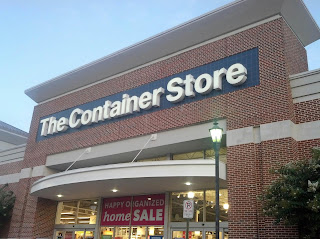 The Container Store
HAPPY ORGANIZED
home SALE